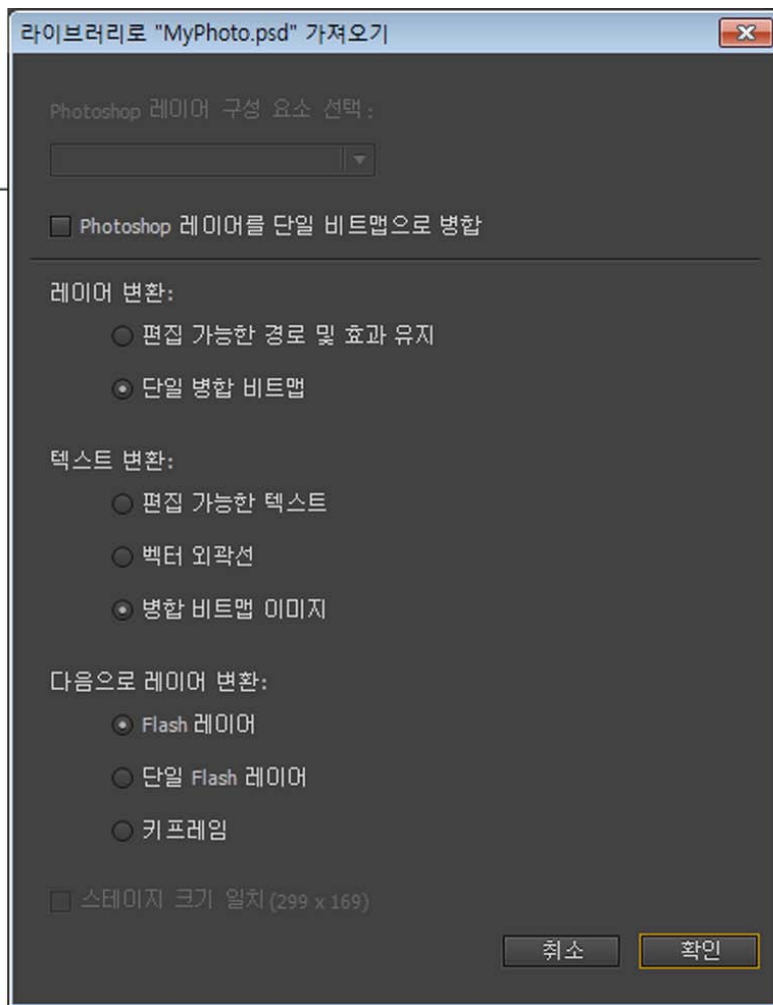 라이브러리로 "MyPhoto.psd" 가져오기
Photoshop 레이어 구성 요소 선택:
Photoshop 레이어를 단일 비트맵으로 병합
레이어 변환:
편집 가능한 경로 및 효과 유지
단일 병합 비트맵
텍스트 변환:
편집 가능한 텍스트
벡터 외곽선
병합 비트맵 이미지
다음으로 레이어 변환:
Flash 레이어
단일 Flash 레이어
키프레임
스테이지 크기 일치(299 x 169)
취소 확인